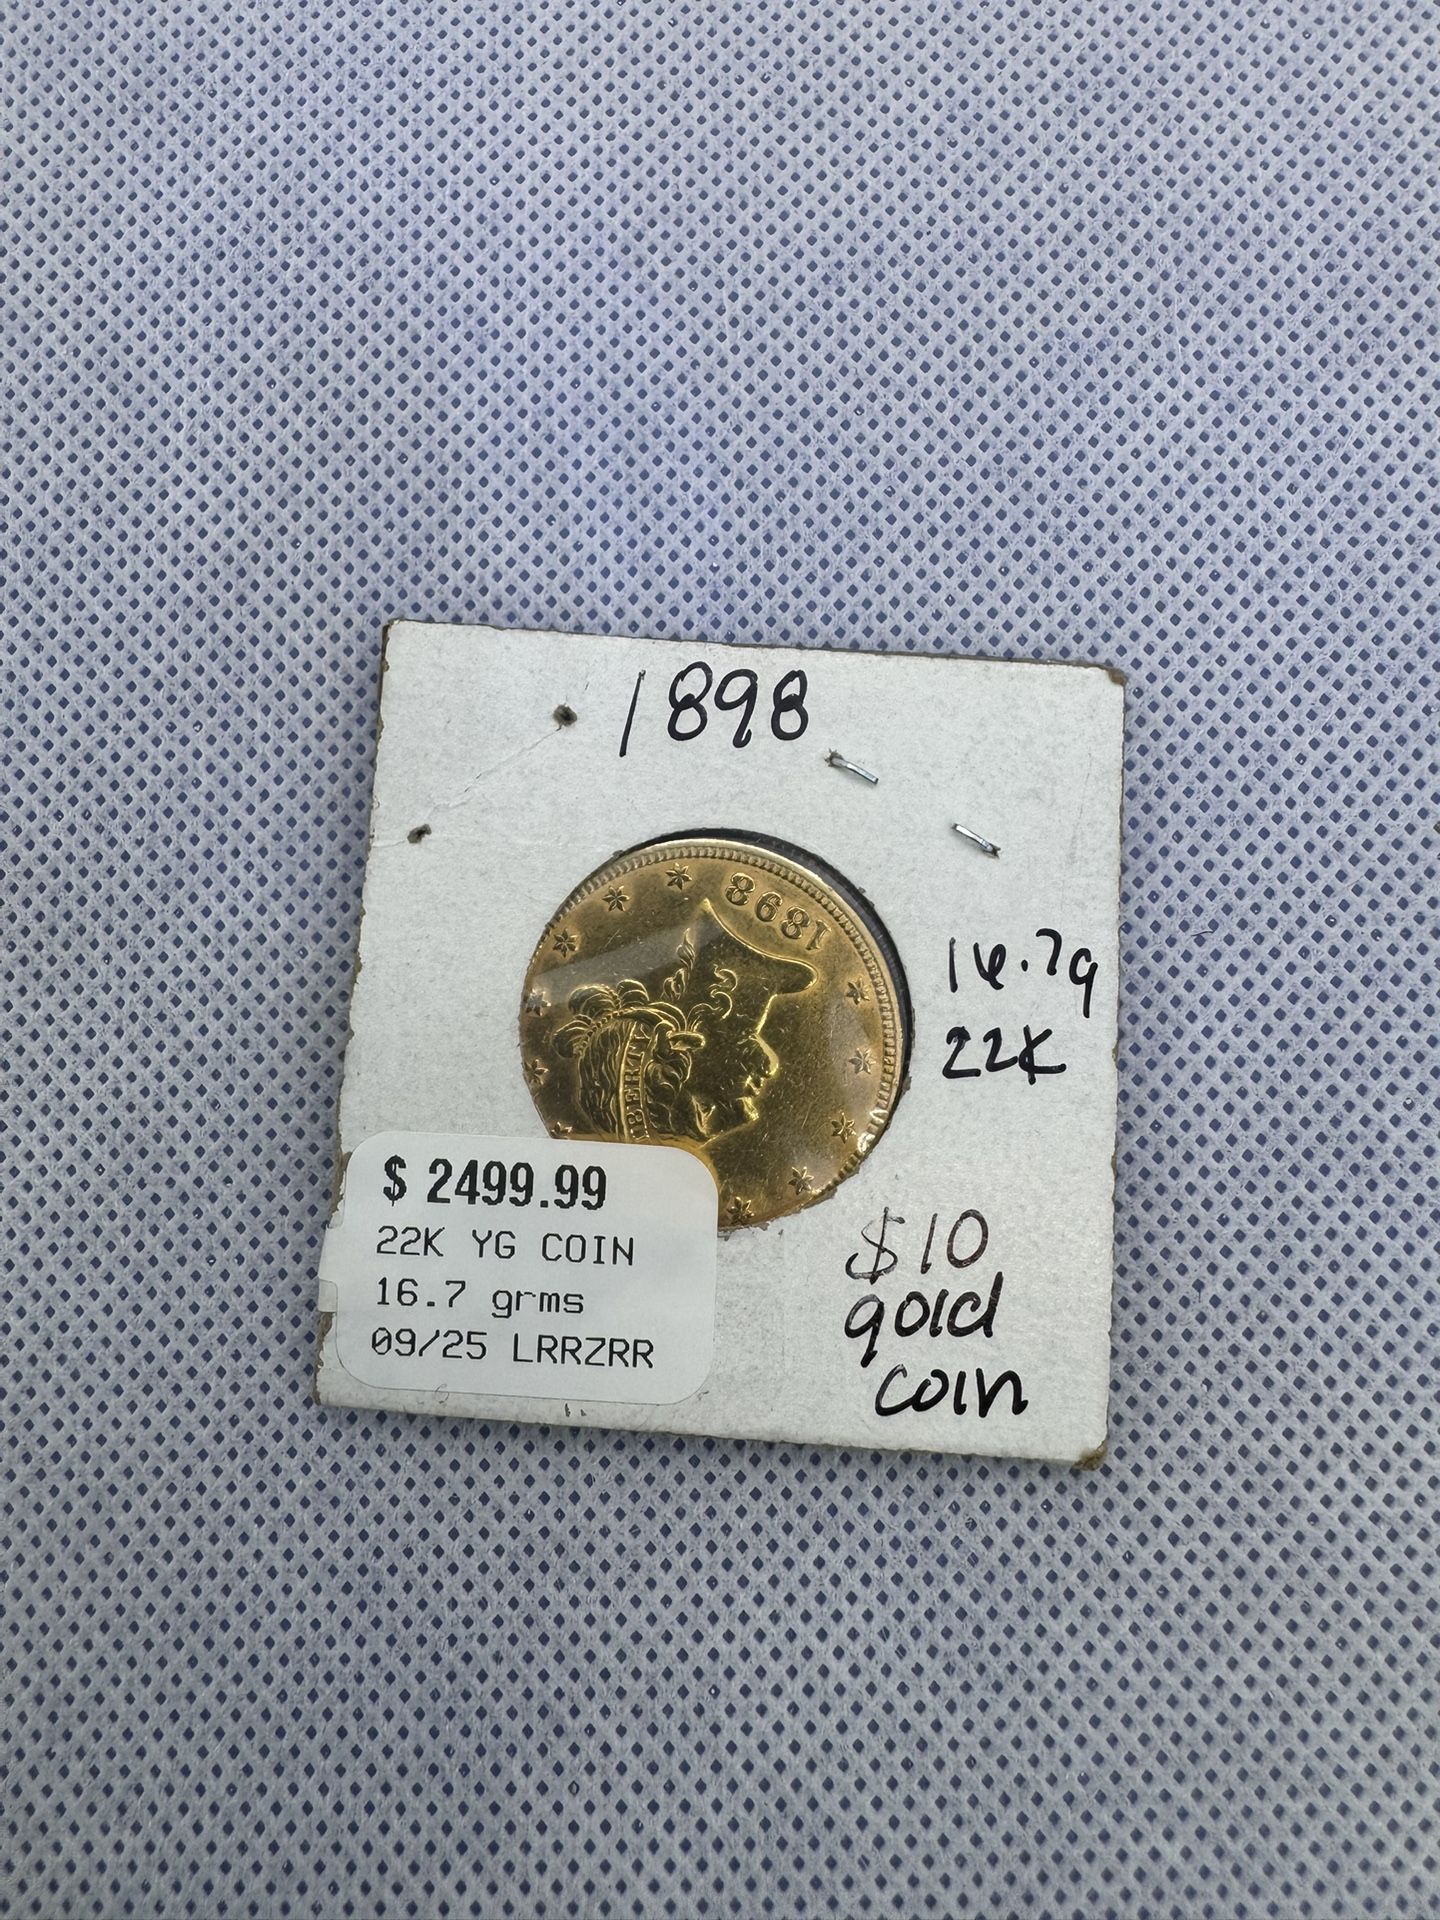 1898
1898
16.7g
22K
LIBERTY
$10
gold
coin
$ 2499.99
22K YG COIN
16.7 grms
09/25 LRRZRR